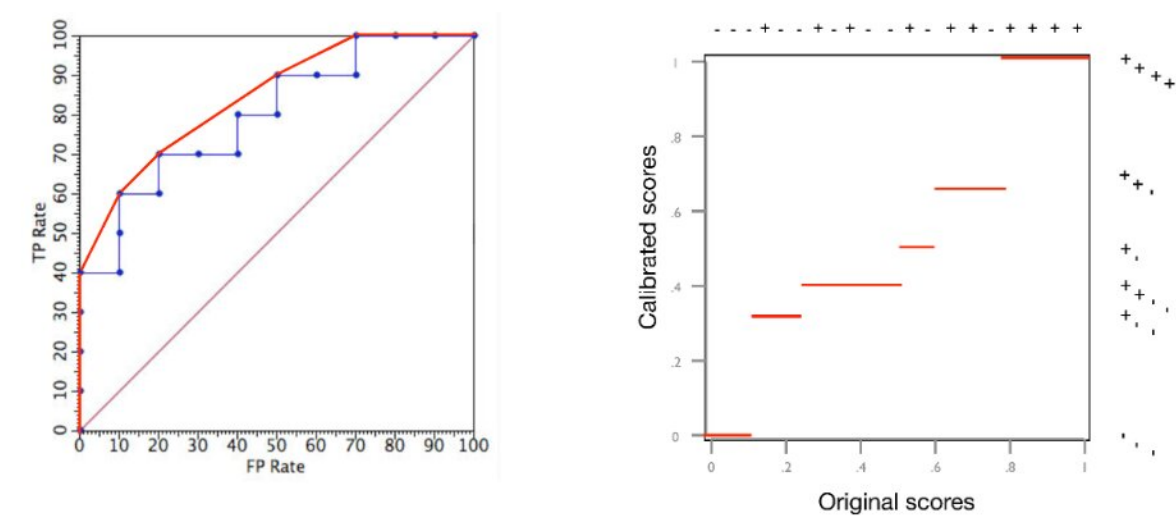 100
90
80
70
60
50
40
30
20
10
0
TP Rate
0 10 20 30 40 50 60 70 80 90 100
FP Rate
- - - + - - + - + - - + - + + - + + + +
1
.8
.6
.4
.2
0
Calibrated scores
0 .2 .4 .6 .8 1
Original scores
+ + + +
+ + -
+ -
+ + - -
+ - -
- - -